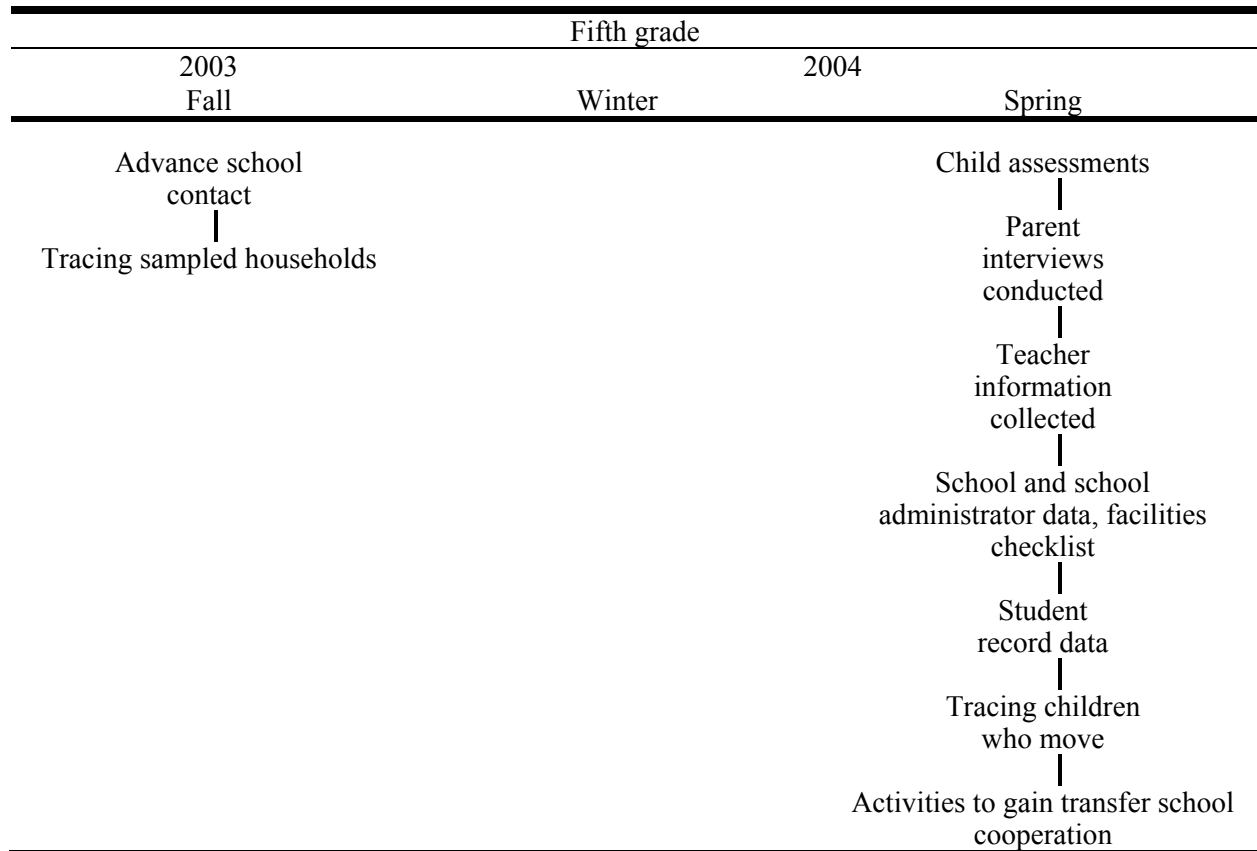 Fifth grade
2003 2004
Fall Winter Spring
Advance school
contact
Tracing sampled households
Child assessments
Parent
interviews
conducted
Teacher
information
collected
School and school
administrator data, facilities
checklist
Student
record data
Tracing children
who move
Activities to gain transfer school
cooperation